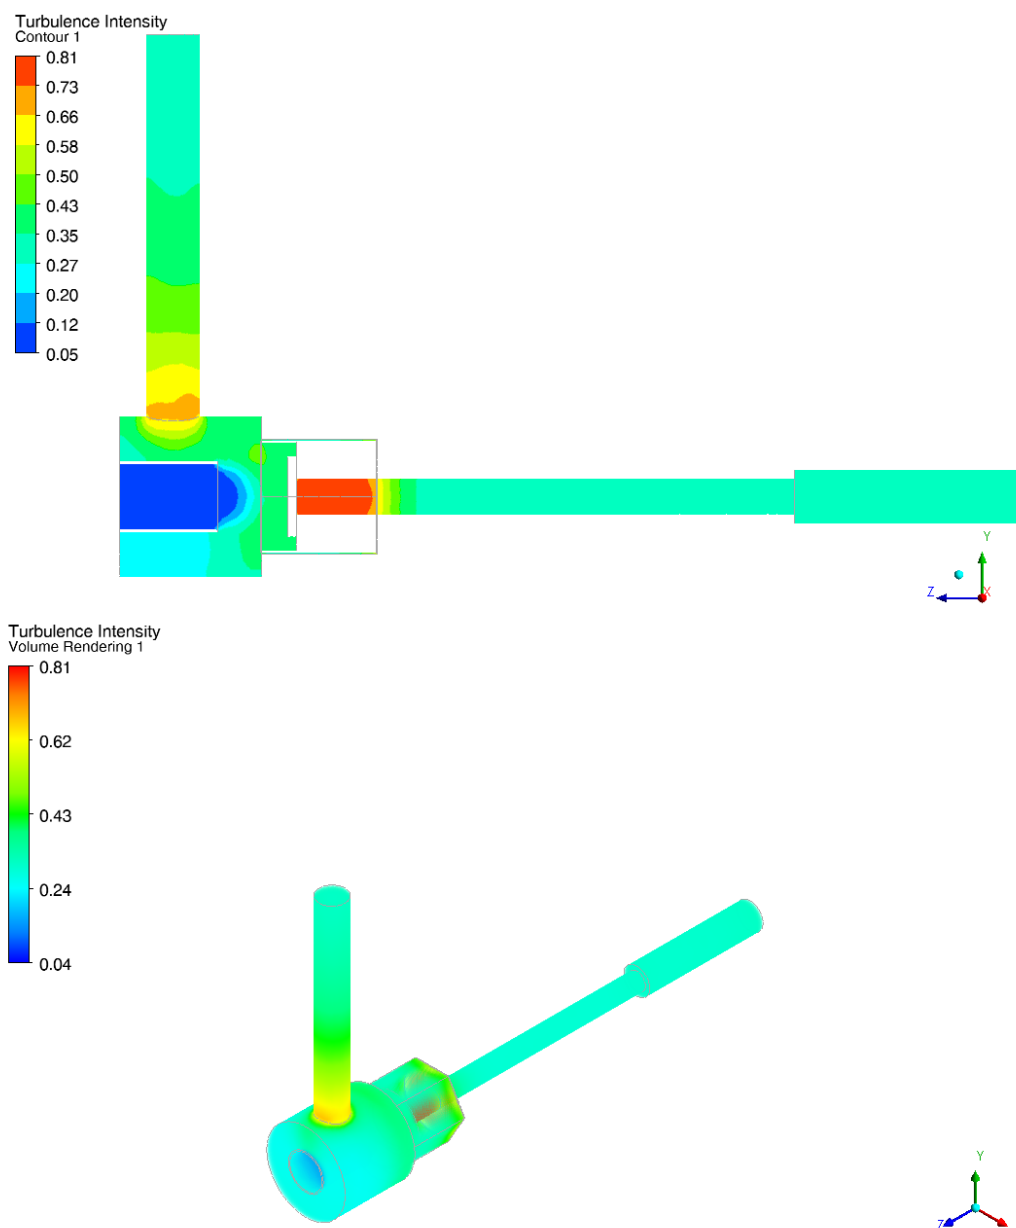 Turbulence Intensity
Contour 1
0.81
0.73
0.66
0.58
0.50
0.43
0.35
0.27
0.20
0.12
0.05
Y
Z
X
Turbulence Intensity
Volume Rendering 1
0.81
0.62
0.43
0.24
0.04
Y
Z